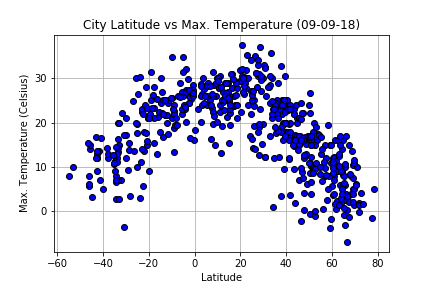 City Latitude vs Max. Temperature (09-09-18)
Max. Temperature (Celsius)
30
20
10
0
−60 −40 −20 0 20 40 60 80
Latitude